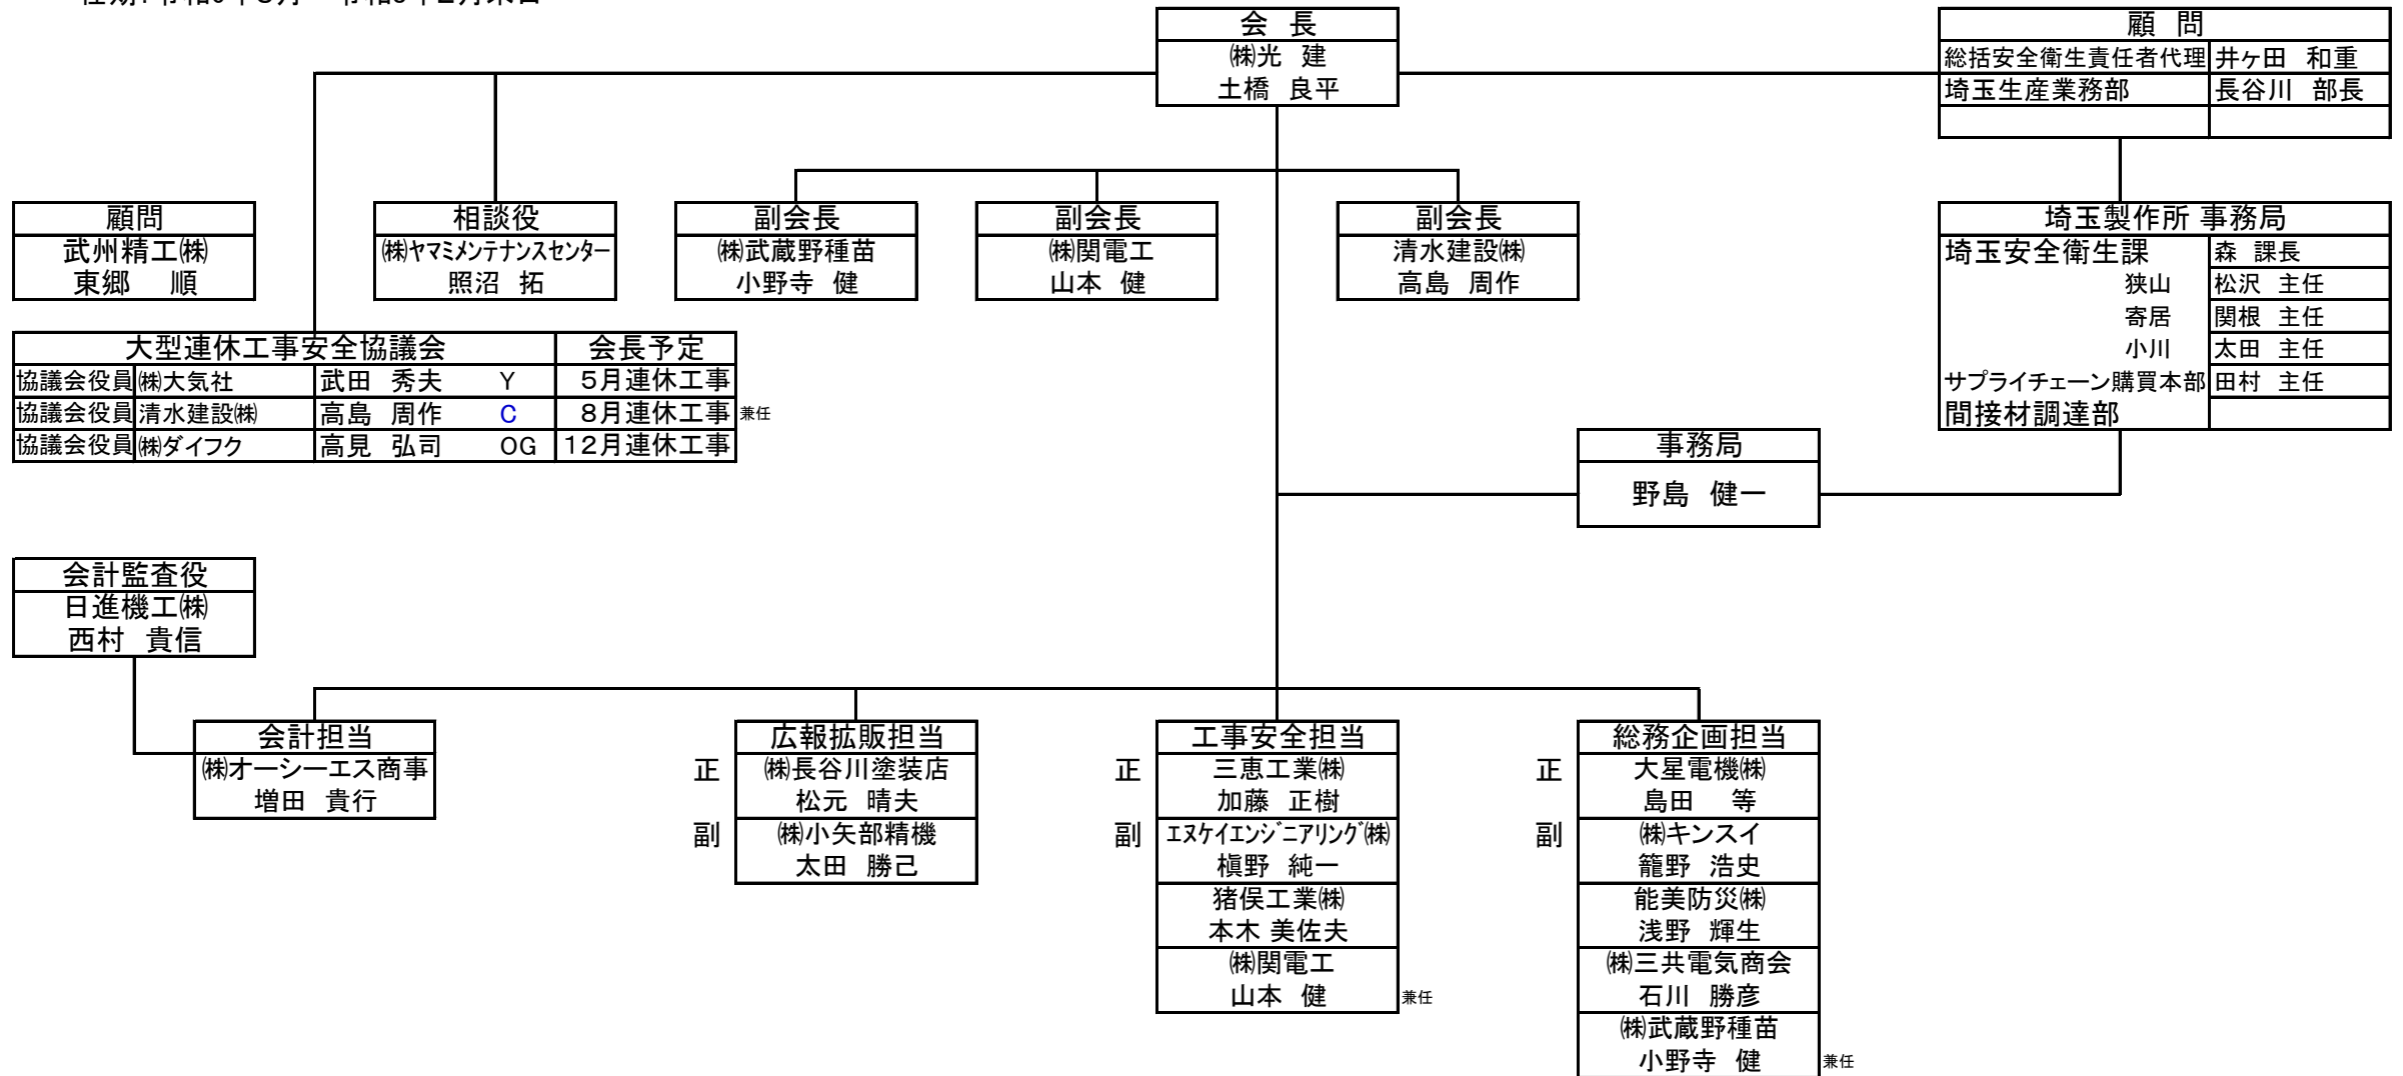 会 長
㈱光 建
土橋 良平
顧 問
総括安全衛生責任者代理 井ヶ田 和重
埼玉生産業務部 長谷川 部長
顧問
武州精工㈱
東郷 順
相談役
㈱ヤマミメンテナンスセンター
照沼 拓
副会長
㈱武蔵野種苗
小野寺 健
副会長
㈱関電工
山本 健
副会長
清水建設㈱
高島 周作
埼玉製作所 事務局
埼玉安全衛生課 森 課長
狭山 松沢 主任
寄居 関根 主任
小川 太田 主任
サプライチェーン購買本部 田村 主任
間接材調達部
大型連休工事安全協議会 会長予定
協議会役員 ㈱大気社 武田 秀夫 Y 5月連休工事
協議会役員 清水建設㈱ 高島 周作 C 8月連休工事 兼任
協議会役員 ㈱ダイフク 高見 弘司 OG 12月連休工事
事務局
野島 健一
会計監査役
日進機工㈱
西村 貴信
会計担当
㈱オーシーエス商事
増田 貴行
広報拡販担当
正 ㈱長谷川塗装店
松元 晴夫
副 ㈱小矢部精機
太田 勝己
工事安全担当
正 三恵工業㈱
加藤 正樹
副 エヌケイエンジニアリング㈱
槇野 純一
猪俣工業㈱
本木 美佐夫
㈱関電工
山本 健 兼任
総務企画担当
正 大星電機㈱
島田 等
副 ㈱キンスイ
籠野 浩史
能美防災㈱
浅野 輝生
㈱三共電気商会
石川 勝彦
㈱武蔵野種苗
小野寺 健 兼任